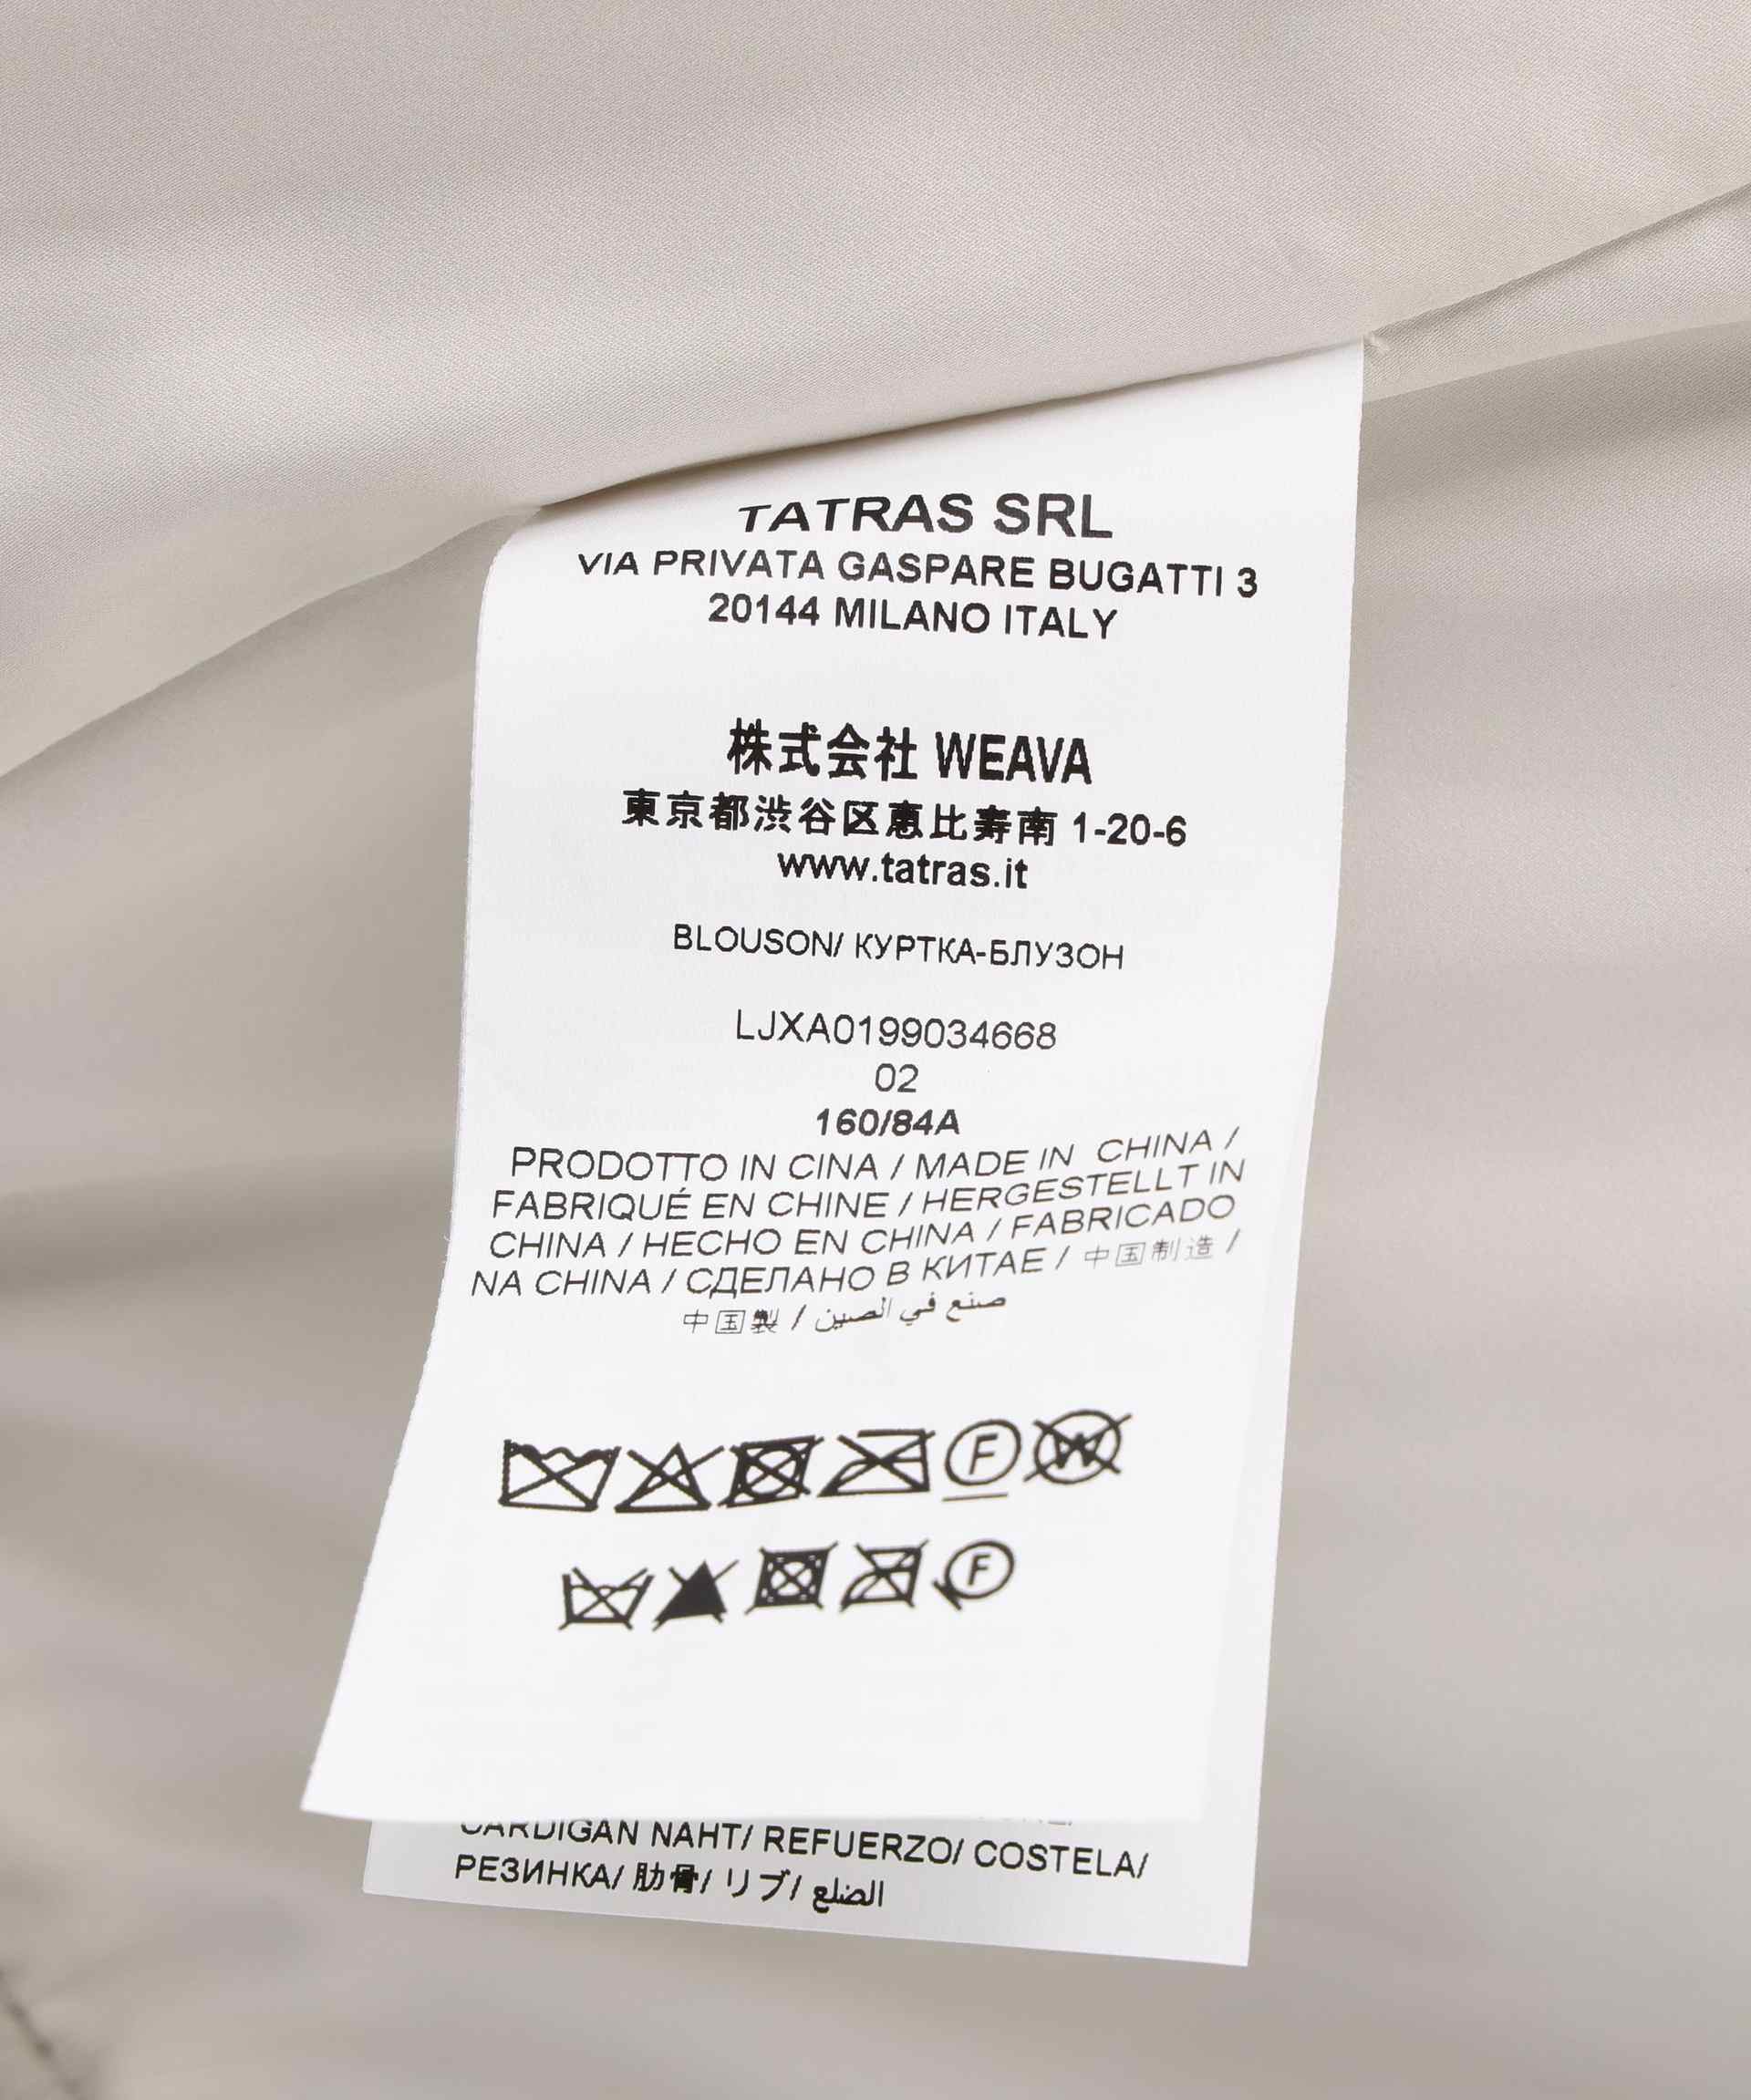 TATRAS SRL
VIA PRIVATA GASPARE BUGATTI 3
20144 MILANO ITALY
株式会社 WEAVA
東京都渋谷区恵比寿南 1-20-6
www.tatras.it
BLOUSON/ КУРТКА-БЛУЗОН
LJXA0199034668
02
160/84A
PRODOTTO IN CINA / MADE IN CHINA /
FABRIQUÉ EN CHINE / HERGESTELLT IN
CHINA / HECHO EN CHINA / FABRICADO
NA CHINA / СДЕЛАНО В КИТАЕ / 中国制造 /
中国製 / صنع في الصين
F W
F
CARDIGAN NAHT/ REFUERZO/ COSTELA/
РЕЗИНКА/ 肋骨/ リブ/ الضلع